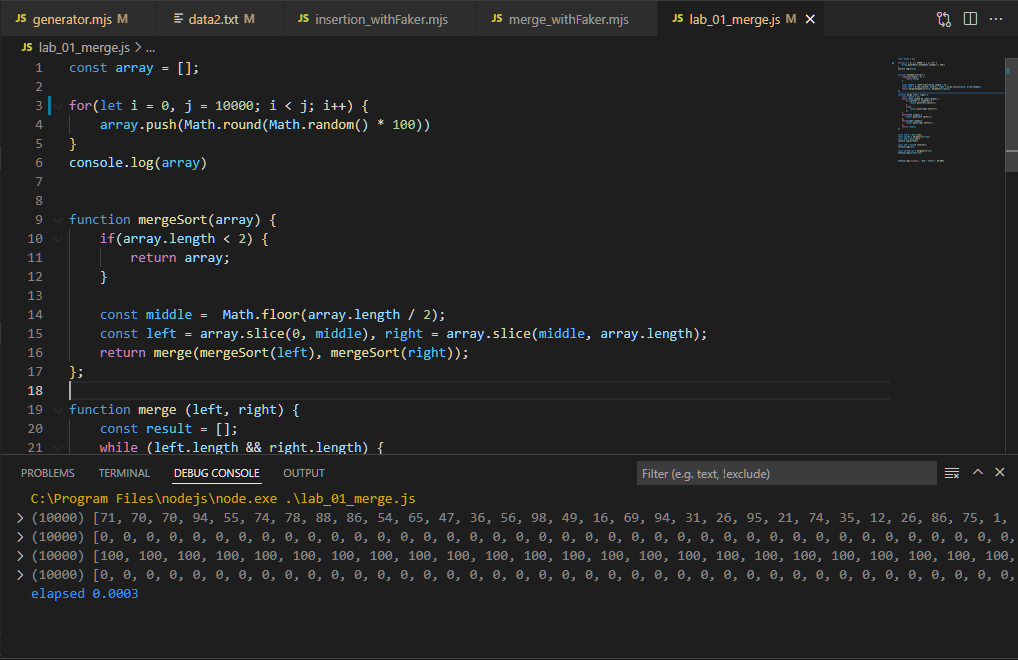 JS generator.mjs M data2.txt M JS insertion_withFaker.mjs JS merge_withFaker.mjs JS lab_01_merge.js M
JS lab_01_merge.js > ...
1 const array = [];
2
3 for(let i = 0, j = 10000; i < j; i++) {
4 array.push(Math.round(Math.random() * 100))
5 }
6 console.log(array)
7
8
9 function mergeSort(array) {
10 if(array.length < 2) {
11 return array;
12 }
13
14 const middle =  Math.floor(array.length / 2);
15 const left = array.slice(0, middle), right = array.slice(middle, array.length);
16 return merge(mergeSort(left), mergeSort(right));
17 };
18
19 function merge (left, right) {
20 const result = [];
21 while (left.length && right.length) {
PROBLEMS TERMINAL DEBUG CONSOLE OUTPUT Filter (e.g. text, !exclude)
C:\Program Files\nodejs\node.exe .\lab_01_merge.js
> (10000) [71, 70, 70, 94, 55, 74, 78, 88, 86, 54, 65, 47, 36, 56, 98, 49, 16, 69, 94, 31, 26, 95, 21, 74, 35, 12, 26, 86, 75, 1,
> (10000) [0, 0, 0, 0, 0, 0, 0, 0, 0, 0, 0, 0, 0, 0, 0, 0, 0, 0, 0, 0, 0, 0, 0, 0, 0, 0, 0, 0, 0, 0, 0, 0, 0, 0, 0, 0, 0, 0, 0, 0,
> (10000) [100, 100, 100, 100, 100, 100, 100, 100, 100, 100, 100, 100, 100, 100, 100, 100, 100, 100, 100, 100, 100, 100, 100, 100,
> (10000) [0, 0, 0, 0, 0, 0, 0, 0, 0, 0, 0, 0, 0, 0, 0, 0, 0, 0, 0, 0, 0, 0, 0, 0, 0, 0, 0, 0, 0, 0, 0, 0, 0, 0, 0, 0, 0, 0, 0, 0,
elapsed 0.0003